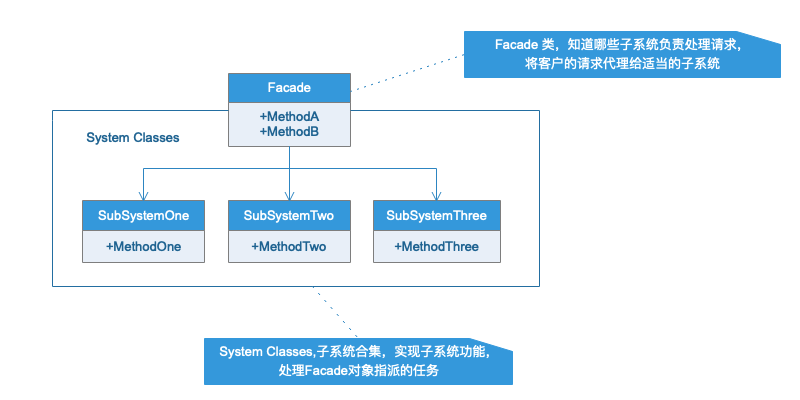 Facade 类，知道哪些子系统负责处理请求，
将客户的请求代理给适当的子系统
Facade
+MethodA
+MethodB
System Classes
SubSystemOne
+MethodOne
SubSystemTwo
+MethodTwo
SubSystemThree
+MethodThree
System Classes,子系统合集，实现子系统功能，
处理Facade对象指派的任务